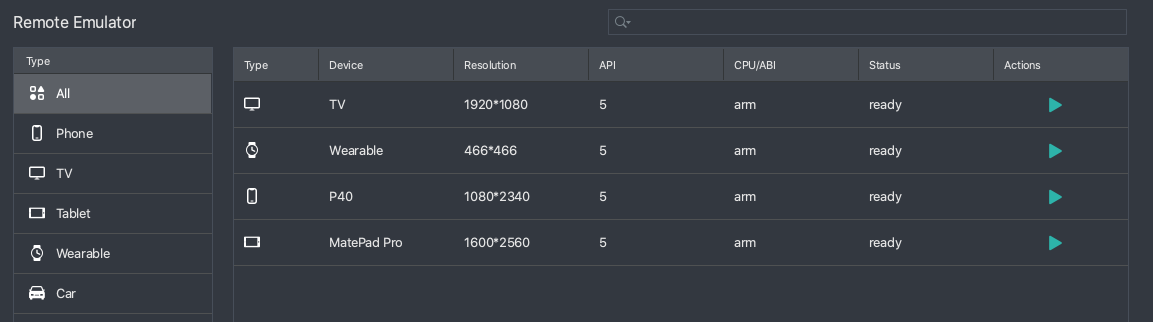 Remote Emulator
Type
All
Phone
TV
Tablet
Wearable
Car
Type Device Resolution API CPU/ABI Status Actions
TV 1920*1080 5 arm ready
Wearable 466*466 5 arm ready
P40 1080*2340 5 arm ready
MatePad Pro 1600*2560 5 arm ready